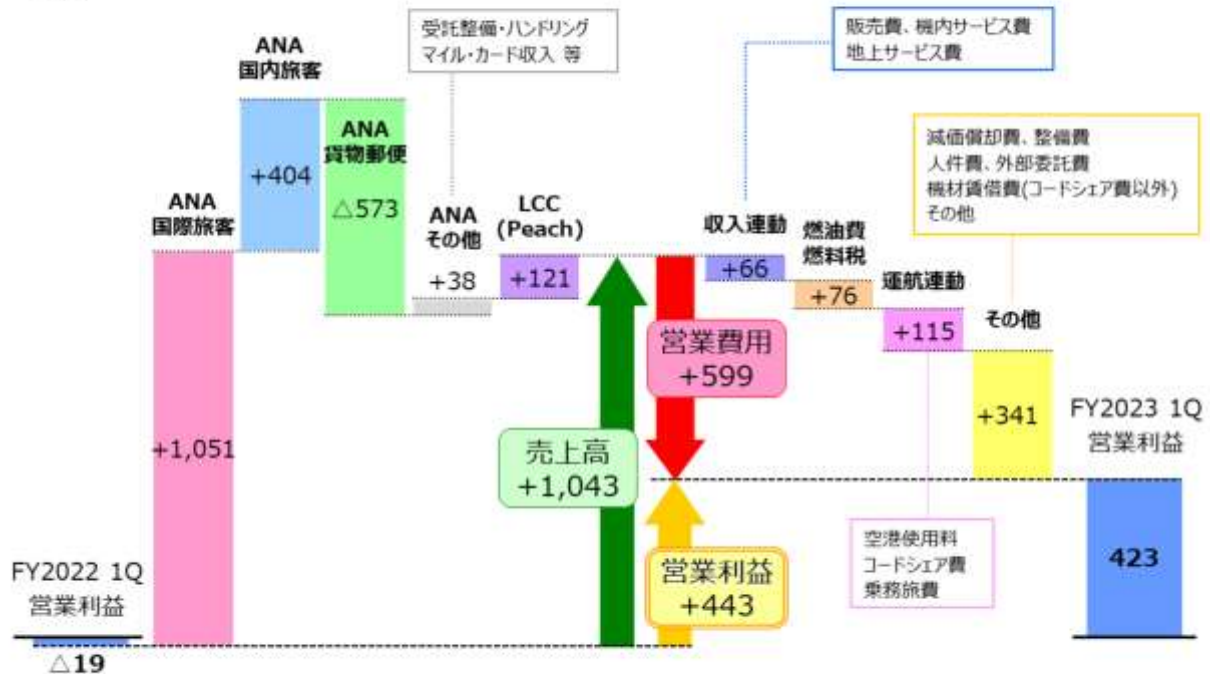 ANA
国内旅客
+404
ANA
貨物郵便
△573
ANA
国際旅客
+1,051
受託整備・ハンドリング
マイル・カード収入 等
ANA
その他
+38
LCC
(Peach)
+121
売上高
+1,043
営業費用
+599
営業利益
+443
販売費、機内サービス費
地上サービス費
収入連動
+66
燃油費
燃料税
+76
運航連動
+115
空港使用料
コードシェア費
乗務旅費
減価償却費、整備費
人件費、外部委託費
機材賃借費(コードシェア費以外)
その他
その他
+341
FY2022 1Q
営業利益
△19
FY2023 1Q
営業利益
423